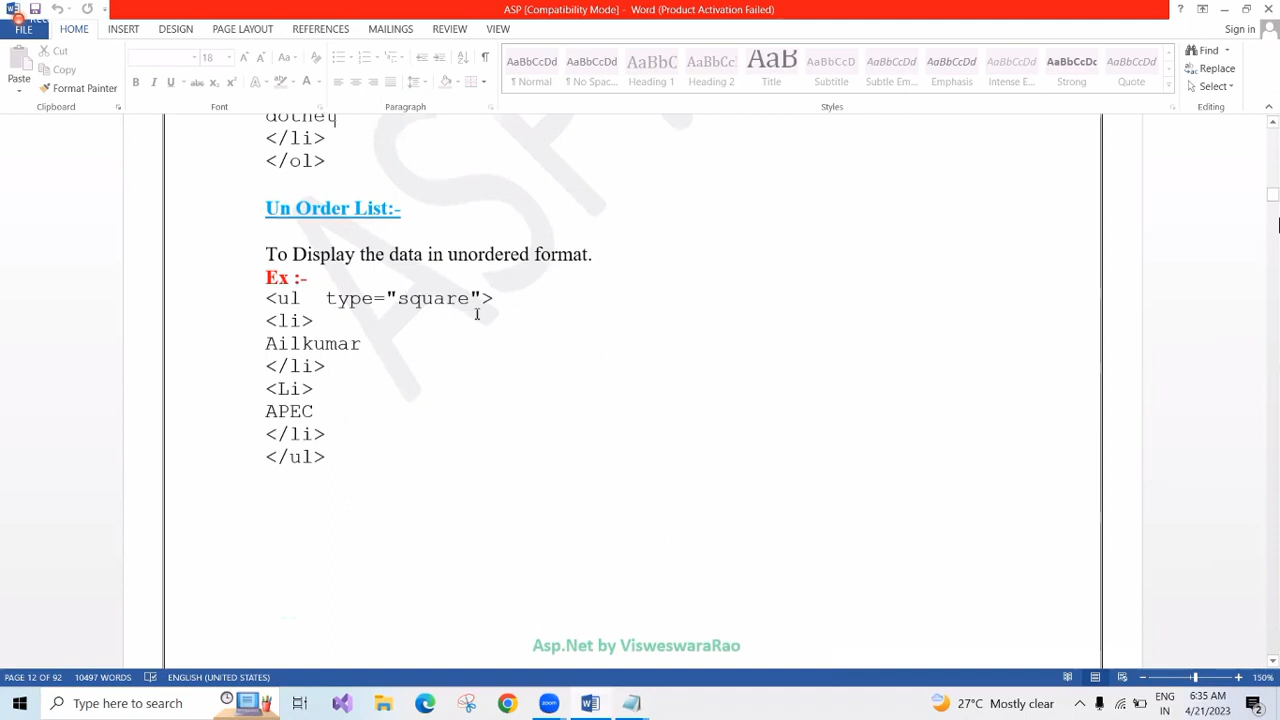 ASP [Compatibility Mode] - Word (Product Activation Failed)
Sign in
FILE HOME INSERT DESIGN PAGE LAYOUT REFERENCES MAILINGS REVIEW VIEW
Paste
Cut
Copy
Format Painter
Clipboard
18
Font
Paragraph
AaBbCcDd AaBbCcDd AaBbC AaBbCc AaB AaBbCcD AaBbCcDd AaBbCcDd AaBbCcDd AaBbCcDd AaBbCcDd
¶ Normal ¶ No Spac... Heading 1 Heading 2 Title Subtitle Subtle Em... Emphasis Intense E... Strong Quote
Styles
Find
Replace
Select
Editing
</li>
</ol>
Un Order List:-
To Display the data in unordered format.
Ex :-
<ul type="square">
<li>
Ailkumar
</li>
<Li>
APEC
</li>
</ul>
Asp.Net by VisweswaraRao
PAGE 12 OF 92 10497 WORDS ENGLISH (UNITED STATES) 150%
Type here to search
zoom
27°C Mostly clear
ENG
IN
6:35 AM
4/21/2023
2